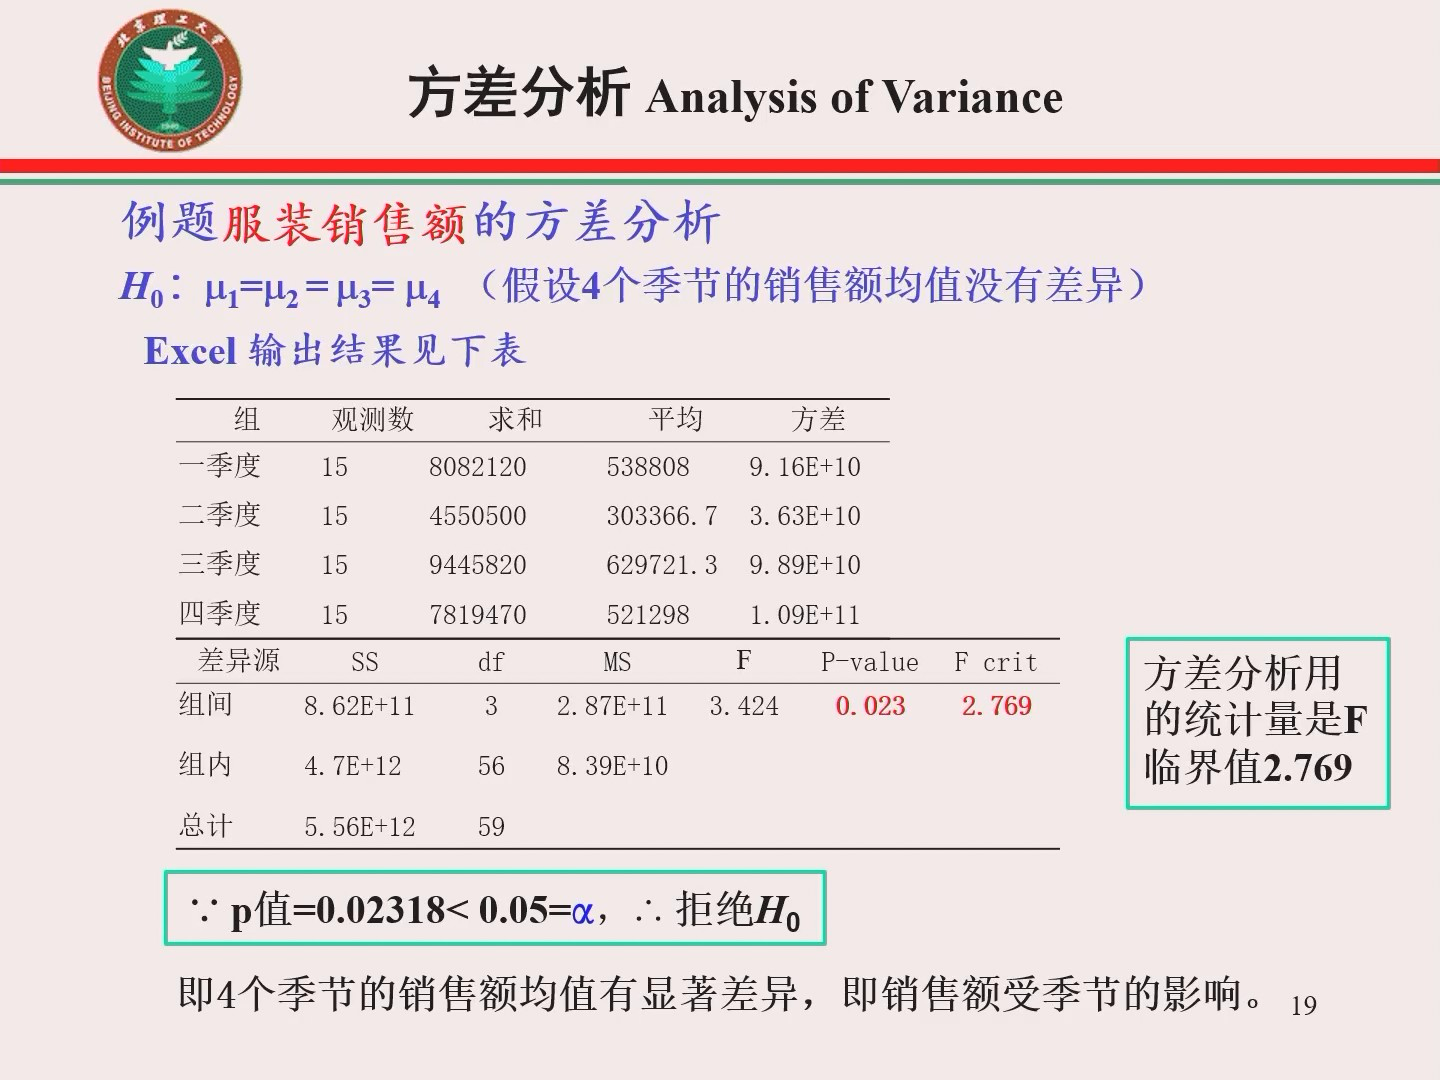 北京理工大学
BEIJING INSTITUTE OF TECHNOLOGY
1940
方差分析 Analysis of Variance
例题服装销售额的方差分析
H0：μ1=μ2 = μ3= μ4 （假设4个季节的销售额均值没有差异）
Excel 输出结果见下表
组 观测数 求和 平均 方差
一季度 15 8082120 538808 9.16E+10
二季度 15 4550500 303366.7 3.63E+10
三季度 15 9445820 629721.3 9.89E+10
四季度 15 7819470 521298 1.09E+11
差异源 SS df MS F P-value F crit
组间 8.62E+11 3 2.87E+11 3.424 0.023 2.769
组内 4.7E+12 56 8.39E+10
总计 5.56E+12 59
方差分析用
的统计量是F
临界值2.769
∵ p值=0.02318< 0.05=α，∴ 拒绝H0
即4个季节的销售额均值有显著差异，即销售额受季节的影响。
19